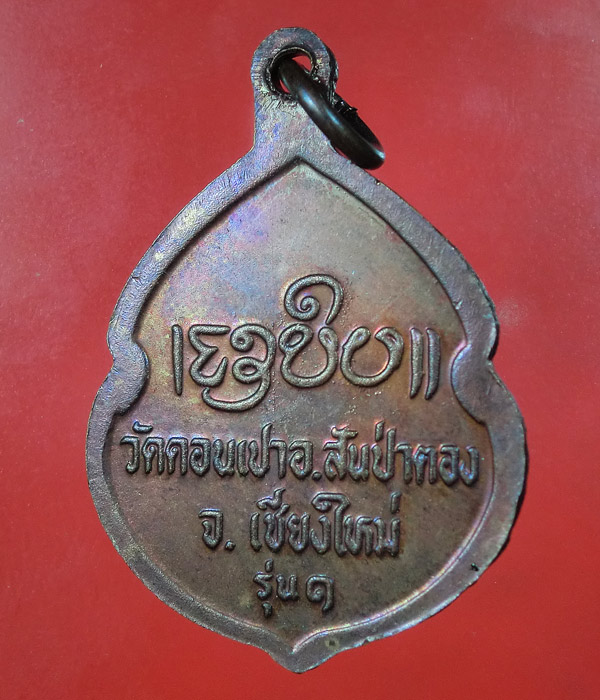 วัดดอนเปาอ.สันป่าตอง
จ. เชียงใหม่
รุ่น ๑